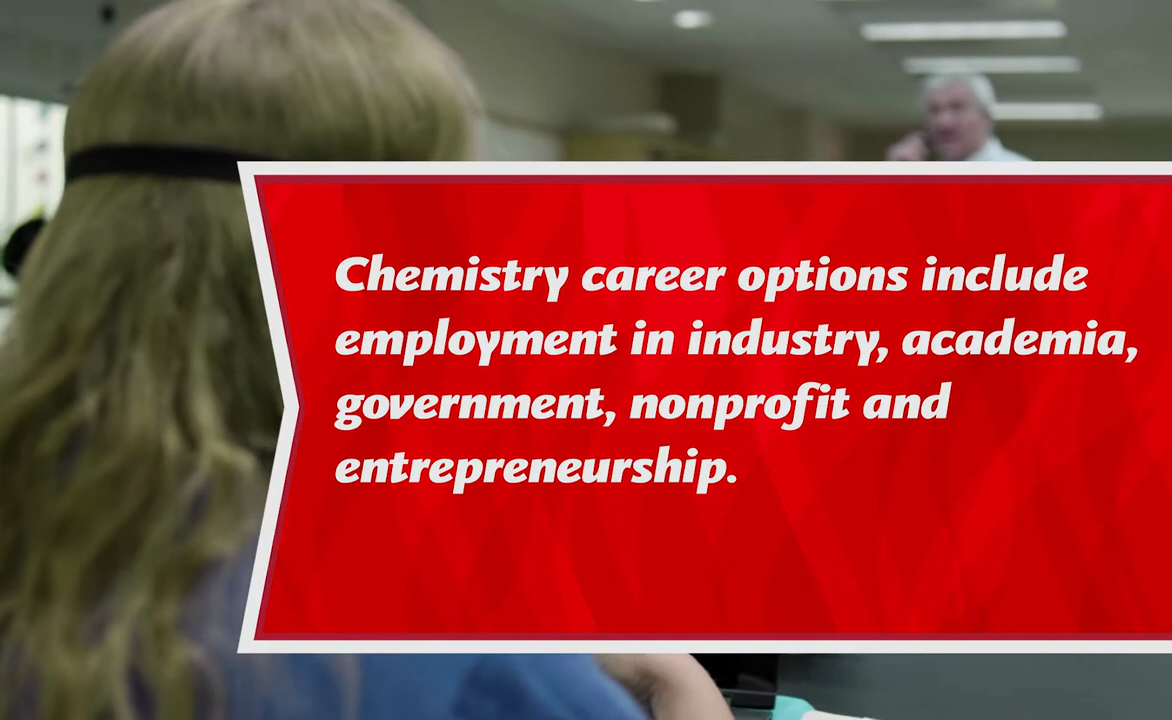 Chemistry career options include
employment in industry, academia,
government, nonprofit and
entrepreneurship.